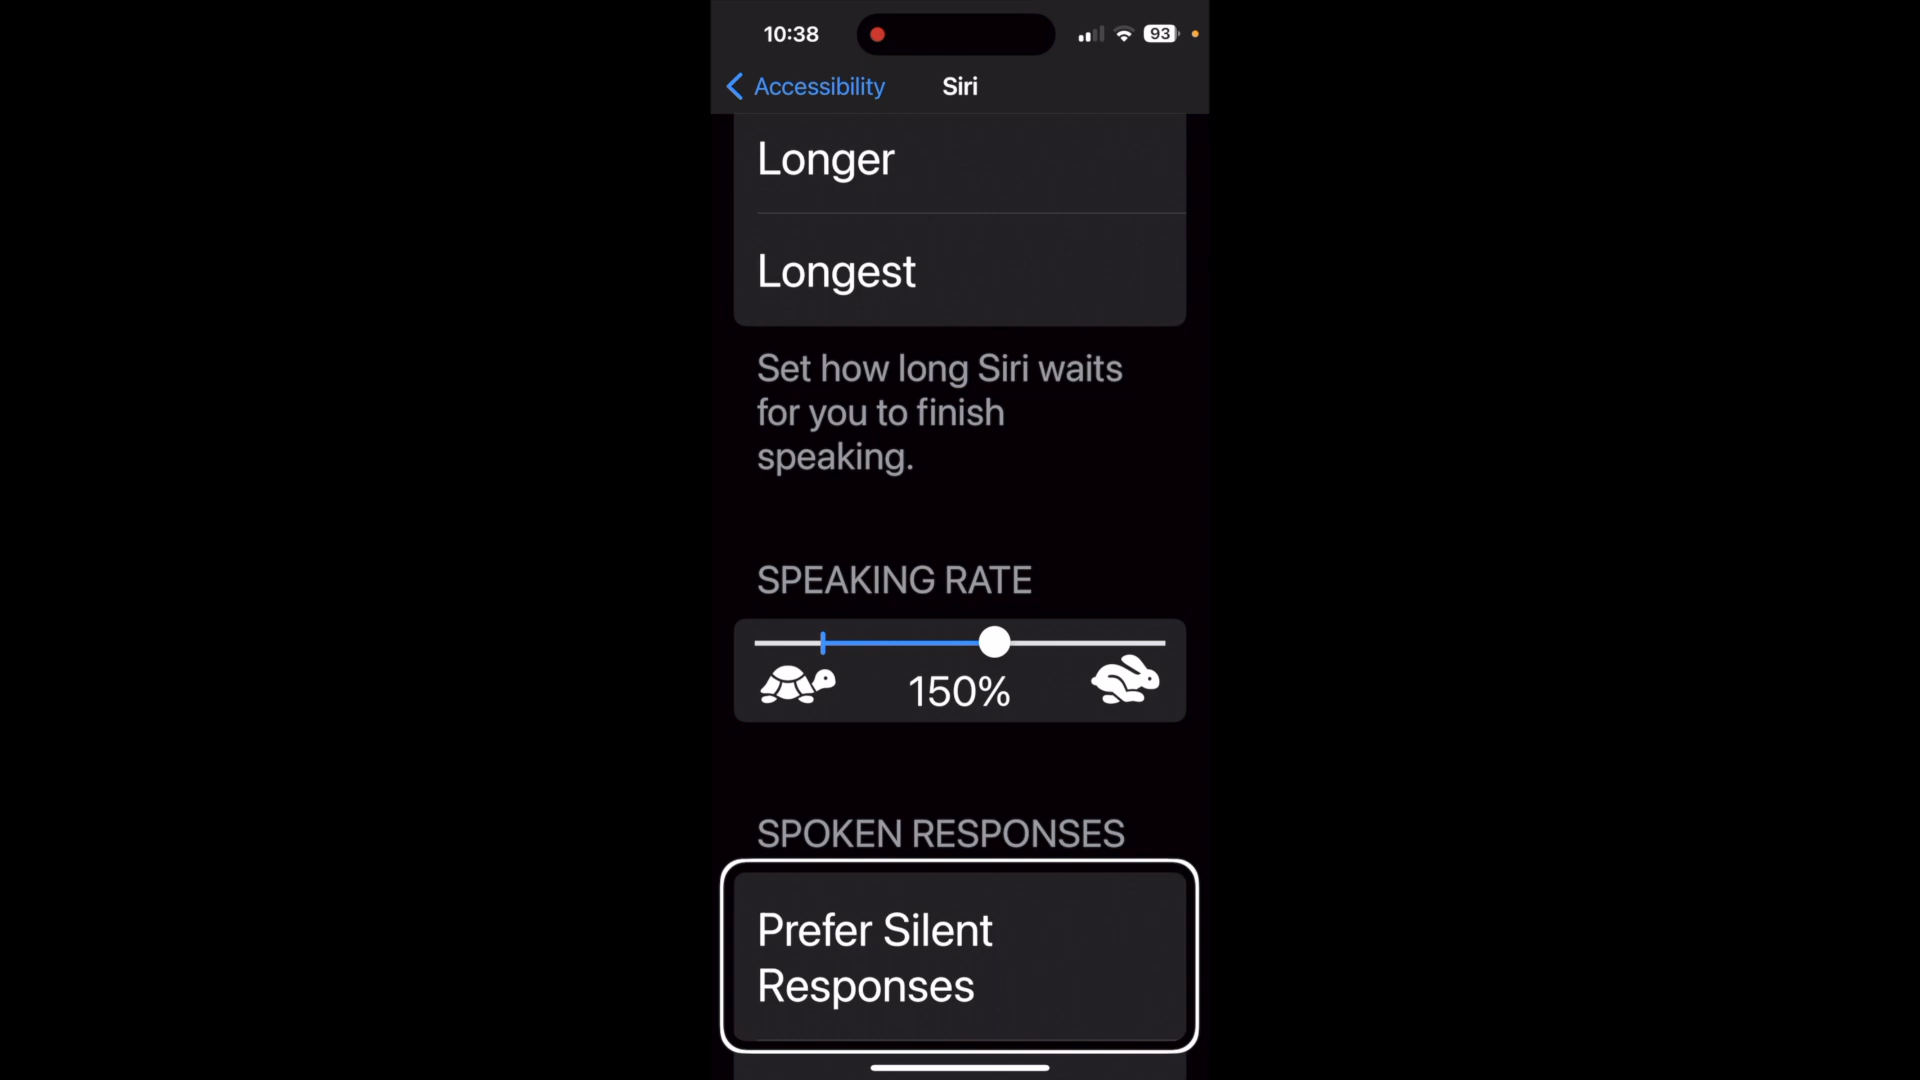 10:38
93
Accessibility
Siri
Longer
Longest
Set how long Siri waits
for you to finish
speaking.
SPEAKING RATE
150%
SPOKEN RESPONSES
Prefer Silent
Responses